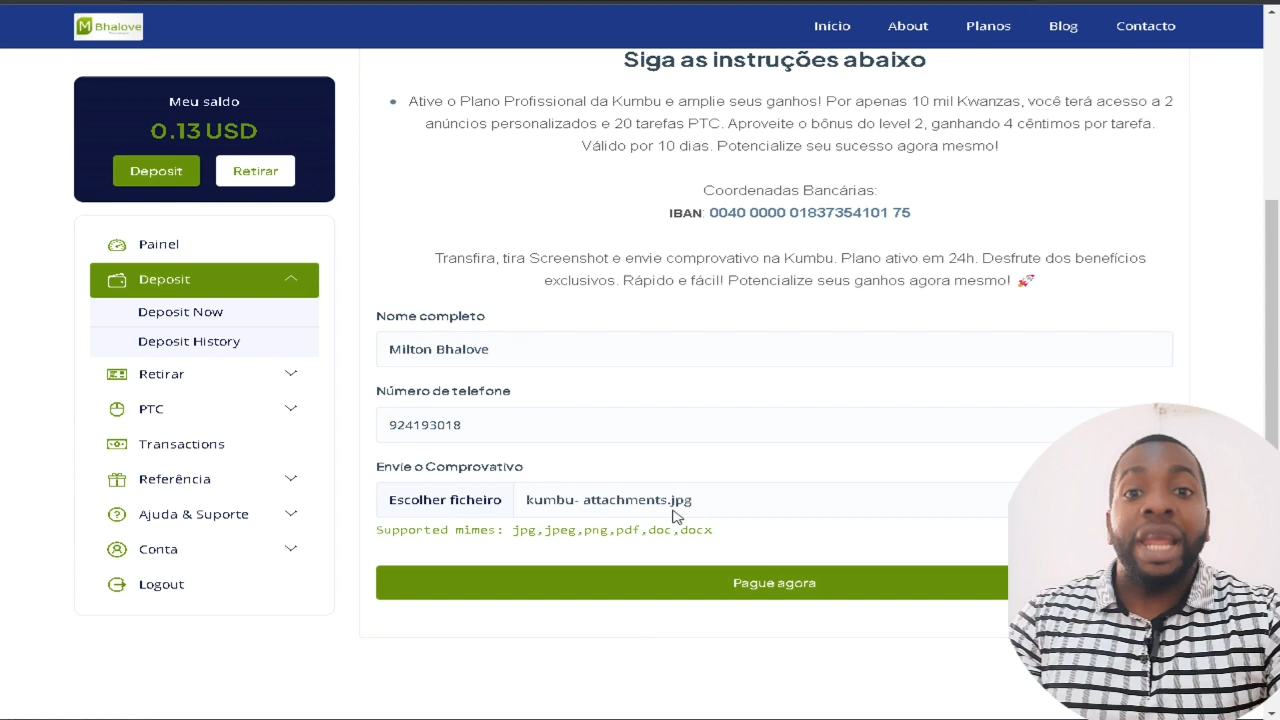 M Bhalove
Início About Planos Blog Contacto
Meu saldo
0.13 USD
Deposit Retirar
Painel
Deposit
Deposit Now
Deposit History
Retirar
PTC
Transactions
Referência
Ajuda & Suporte
Conta
Logout
Siga as instruções abaixo
Ative o Plano Profissional da Kumbu e amplie seus ganhos! Por apenas 10 mil Kwanzas, você terá acesso a 2
anúncios personalizados e 20 tarefas PTC. Aproveite o bônus do level 2, ganhando 4 cêntimos por tarefa.
Válido por 10 dias. Potencialize seu sucesso agora mesmo!
Coordenadas Bancárias:
IBAN: 0040 0000 01837354101 75
Transfira, tira Screenshot e envie comprovativo na Kumbu. Plano ativo em 24h. Desfrute dos benefícios
exclusivos. Rápido e fácil! Potencialize seus ganhos agora mesmo! 🚀
Nome completo
Milton Bhalove
Número de telefone
924193018
Envie o Comprovativo
Escolher ficheiro kumbu- attachments.jpg
Supported mimes: jpg,jpeg,png,pdf,doc,docx
Pague agora